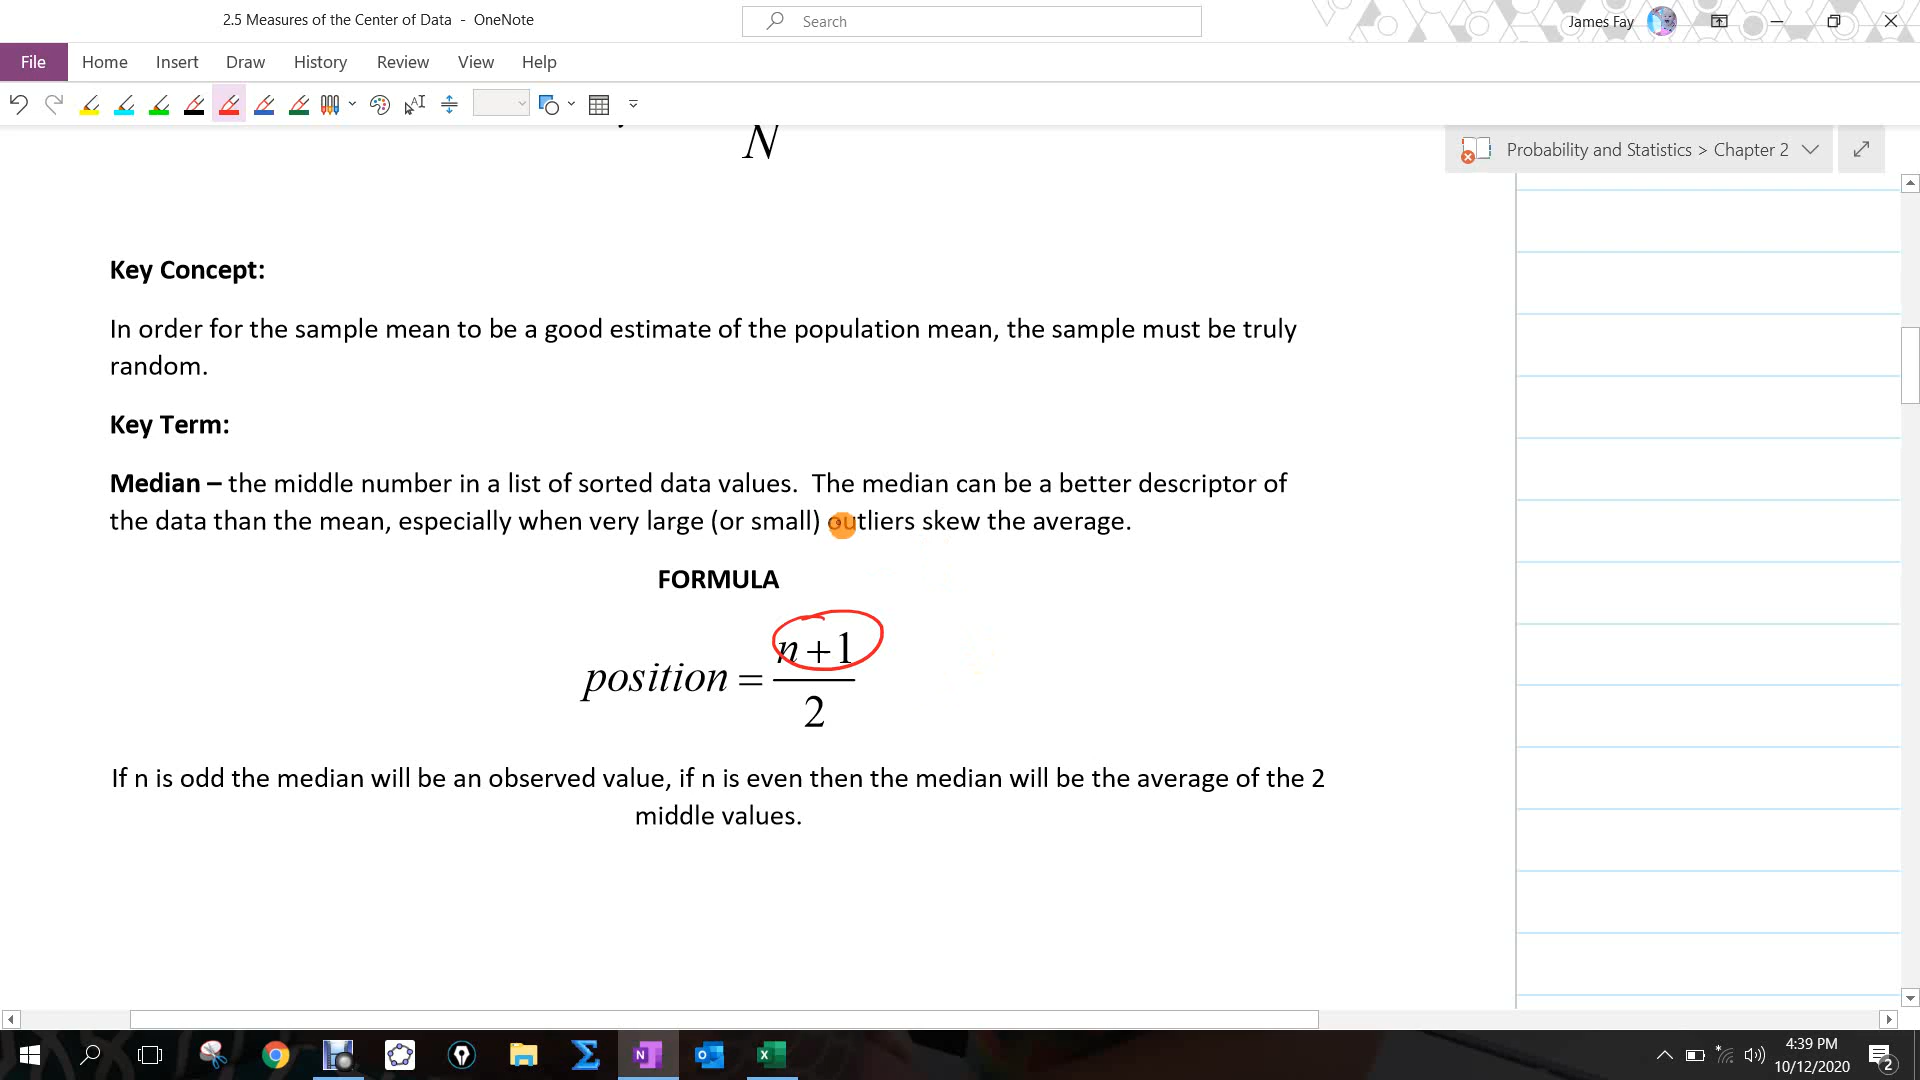 2.5 Measures of the Center of Data - OneNote
Search
James Fay
File Home Insert Draw History Review View Help
N
Probability and Statistics > Chapter 2
Key Concept:
In order for the sample mean to be a good estimate of the population mean, the sample must be truly
random.
Key Term:
Median – the middle number in a list of sorted data values. The median can be a better descriptor of
the data than the mean, especially when very large (or small) outliers skew the average.
FORMULA
position = n+1
2
If n is odd the median will be an observed value, if n is even then the median will be the average of the 2
middle values.
4:39 PM
10/12/2020
2